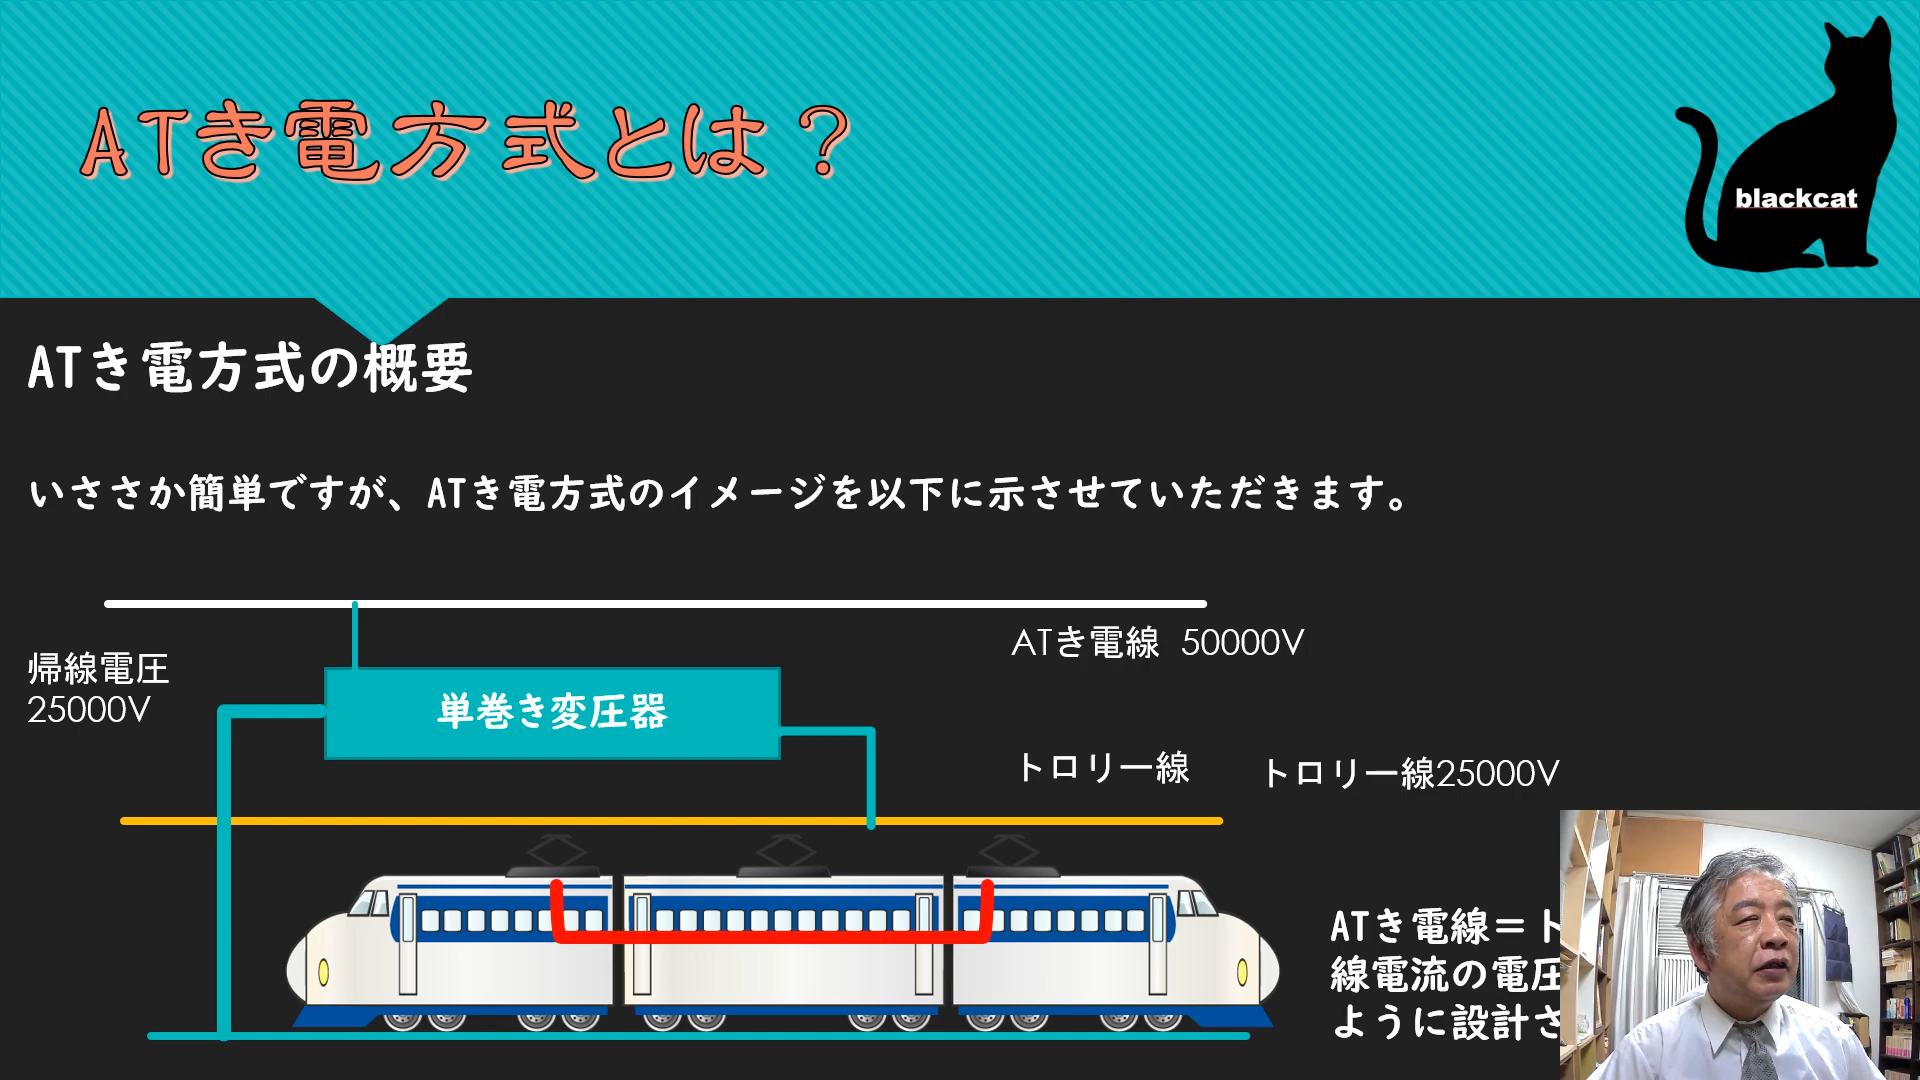 ATき電方式とは？
blackcat
ATき電方式の概要
いささか簡単ですが、ATき電方式のイメージを以下に示させていただきます。
ATき電線 50000V
帰線電圧
25000V
単巻き変圧器
トロリー線
トロリー線25000V
ATき電線＝ト
線電流の電圧
ように設計さ